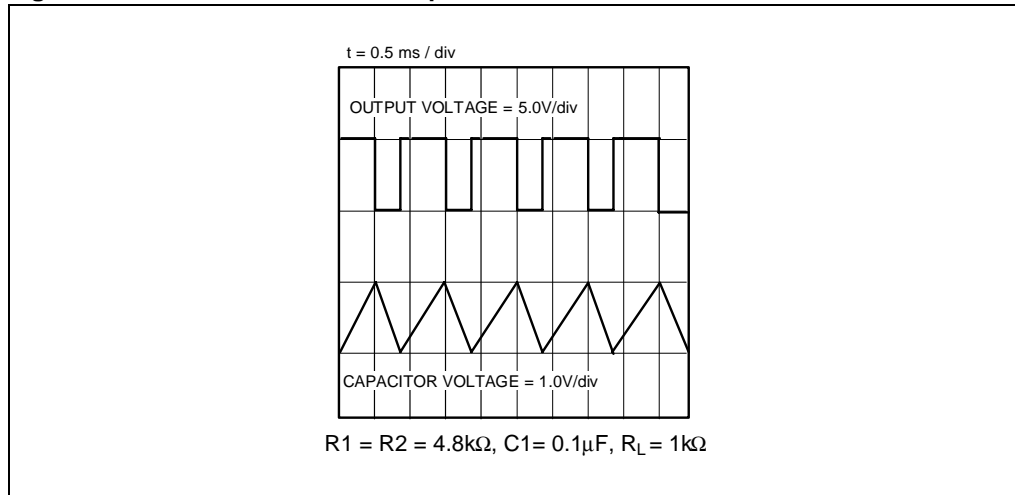 t = 0.5 ms / div
OUTPUT VOLTAGE = 5.0V/div
CAPACITOR VOLTAGE = 1.0V/div
R1 = R2 = 4.8kΩ, C1= 0.1μF, RL= 1kΩ